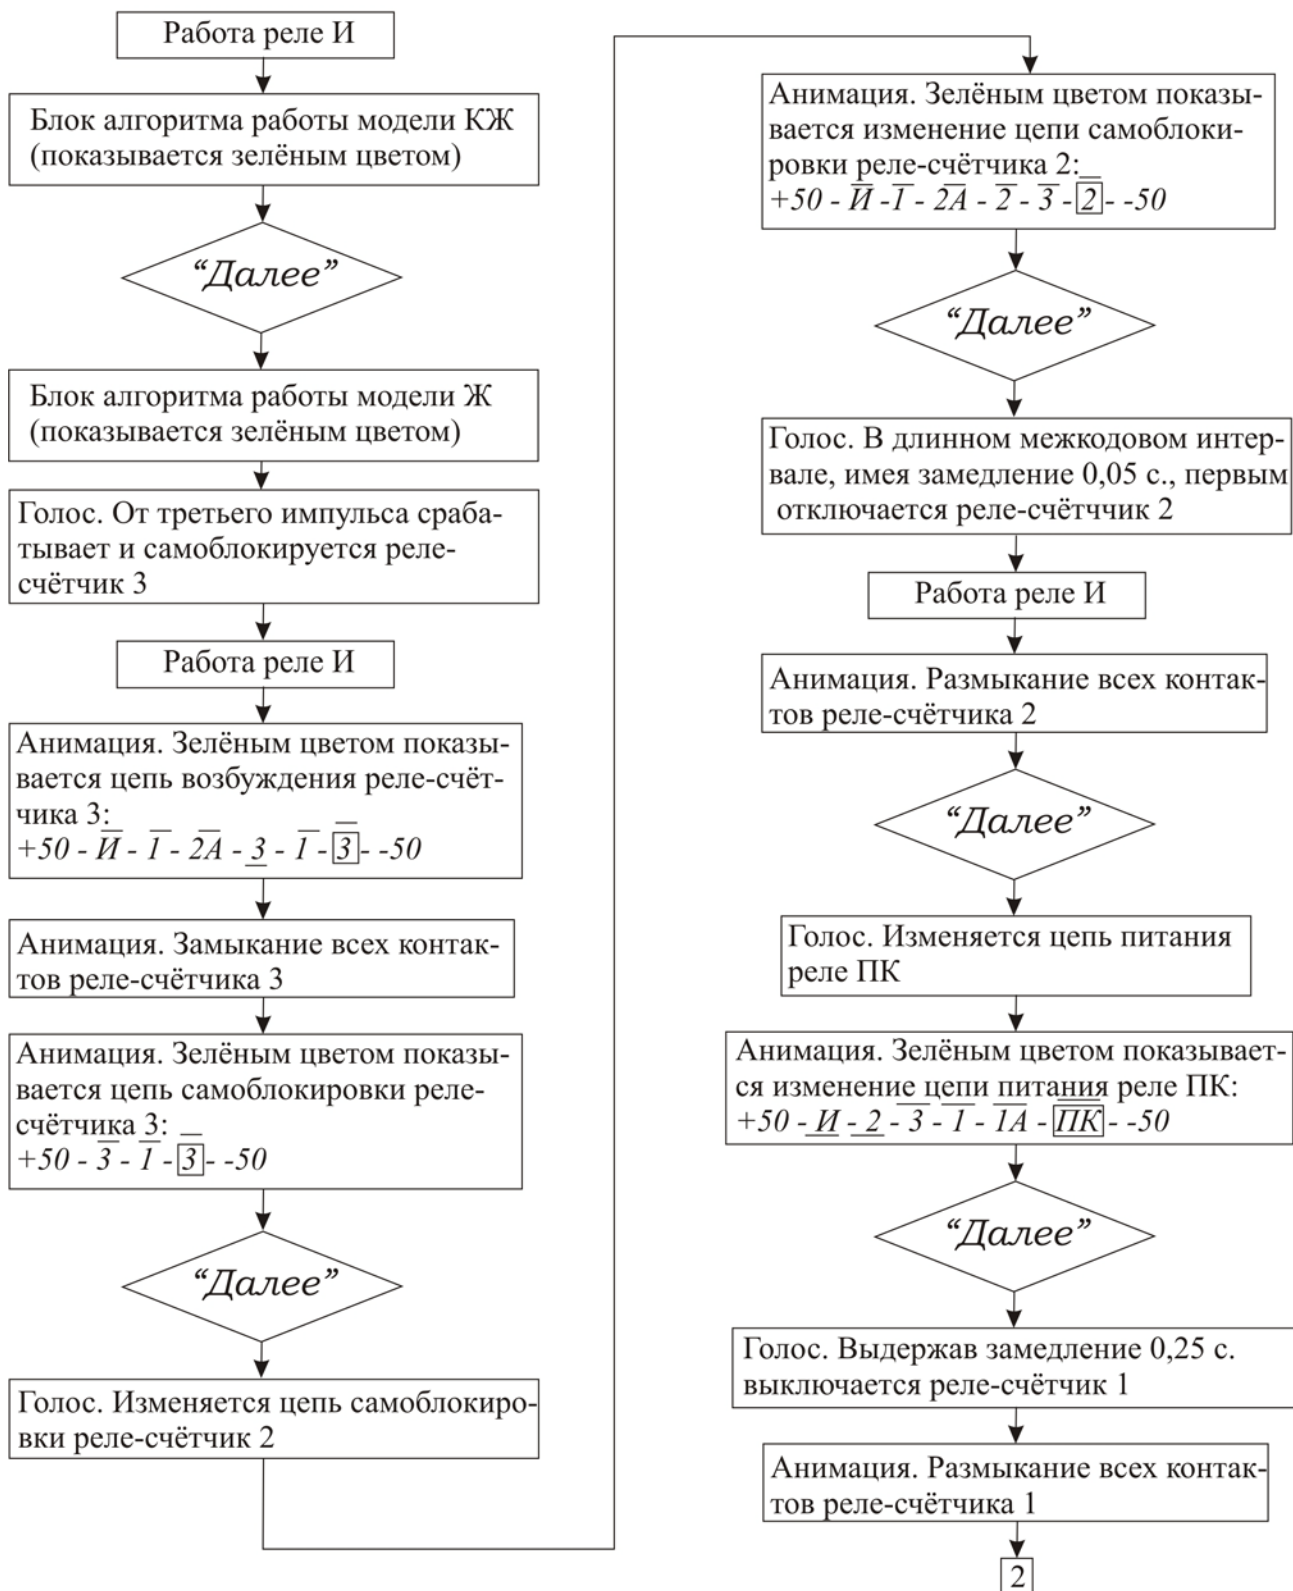 Работа реле И
Блок алгоритма работы модели КЖ
(показывается зелёным цветом)
“Далее”
Блок алгоритма работы модели Ж
(показывается зелёным цветом)
Голос. От третьего импульса сраба-
тывает и самоблокируется реле-
счётчик 3
Работа реле И
Анимация. Зелёным цветом показы-
вается цепь возбуждения реле-счёт-
чика 3:
+50 - И̅ - 1̅ - 2А̅ - 3̲ - 1̅ - 3̅ - -50
Анимация. Замыкание всех контак-
тов реле-счётчика 3
Анимация. Зелёным цветом показы-
вается цепь самоблокировки реле-
счётчика 3:
+50 - 3̅ - 1̅ - 3̅ - -50
“Далее”
Голос. Изменяется цепь самоблокиро-
вки реле-счётчик 2
Анимация. Зелёным цветом показы-
вается изменение цепи самоблоки-
ровки реле-счётчика 2:
+50 - И̅ -1̅ - 2А̅ - 2̅ - 3̅ - 2̅ - -50
“Далее”
Голос. В длинном межкодовом интер-
вале, имея замедление 0,05 с., первым
отключается реле-счётччик 2
Работа реле И
Анимация. Размыкание всех контак-
тов реле-счётчика 2
“Далее”
Голос. Изменяется цепь питания
реле ПК
Анимация. Зелёным цветом показывает-
ся изменение цепи питания реле ПК:
+50 - И̲ - 2̲ - 3̅ - 1̅ - 1̅А̅ - П̅К̅ - -50
“Далее”
Голос. Выдержав замедление 0,25 с.
выключается реле-счётчик 1
Анимация. Размыкание всех контак-
тов реле-счётчика 1
2